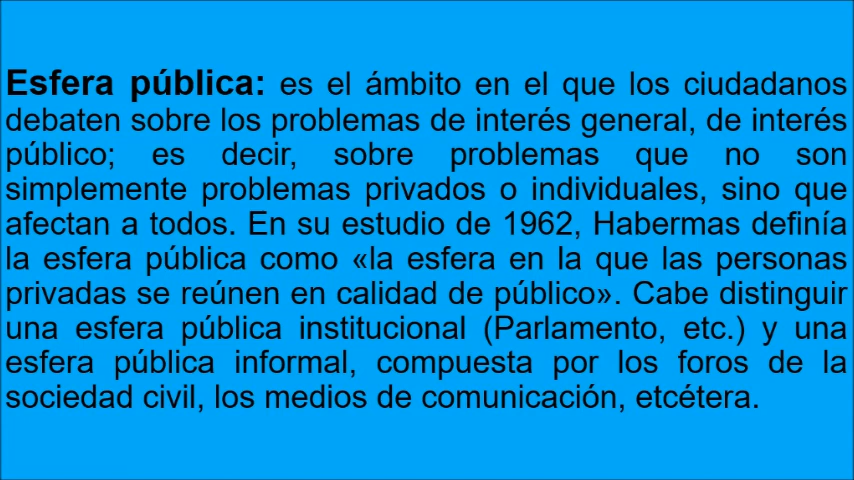 Esfera pública: es el ámbito en el que los ciudadanos
debaten sobre los problemas de interés general, de interés
público; es decir, sobre problemas que no son
simplemente problemas privados o individuales, sino que
afectan a todos. En su estudio de 1962, Habermas definía
la esfera pública como «la esfera en la que las personas
privadas se reúnen en calidad de público». Cabe distinguir
una esfera pública institucional (Parlamento, etc.) y una
esfera pública informal, compuesta por los foros de la
sociedad civil, los medios de comunicación, etcétera.